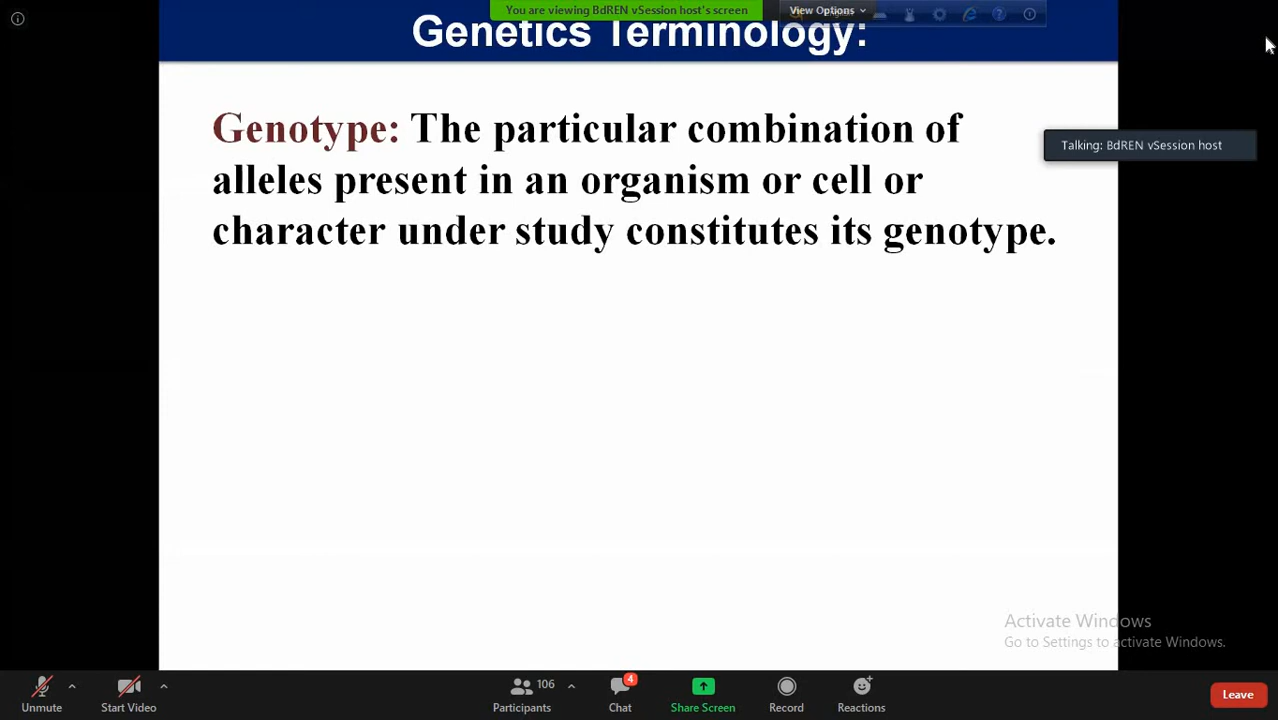 You are viewing BdREN vSession host's screen
View Options
Genetics Terminology:
Genotype: The particular combination of
alleles present in an organism or cell or
character under study constitutes its genotype.
Talking: BdREN vSession host
Activate Windows
Go to Settings to activate Windows.
Unmute
Start Video
106
Participants
4
Chat
Share Screen
Record
Reactions
Leave